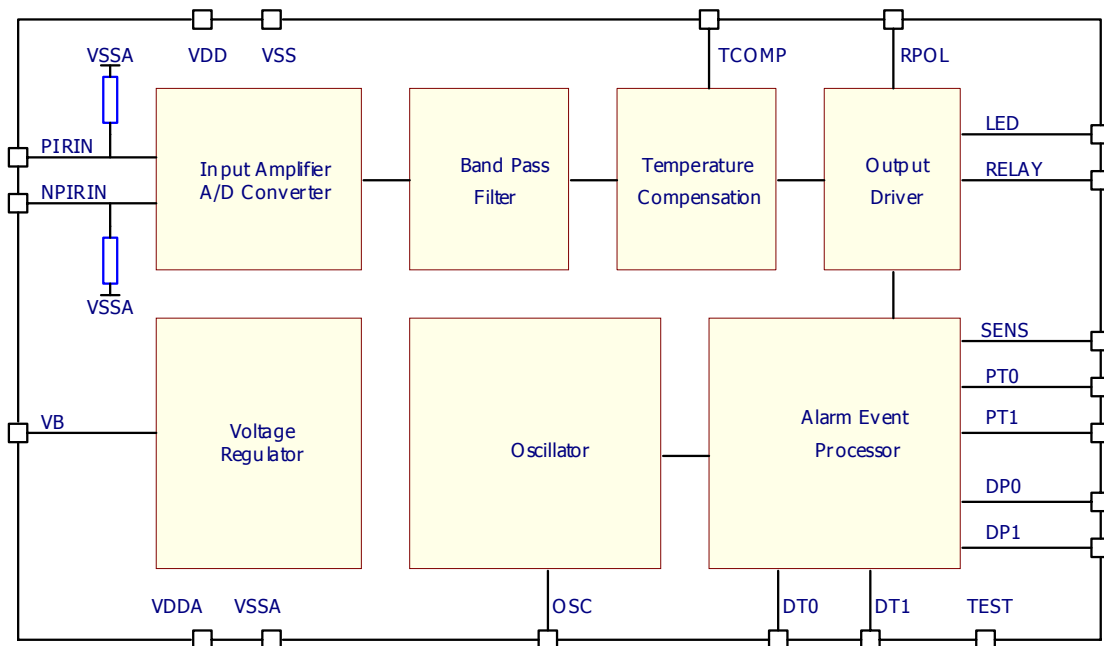 VSSA
VDD
VSS
TCOMP
RPOL
PIRIN
NPIRIN
Input Amplifier
A/D Converter
Band Pass
Filter
Temperature
Compensation
Output
Driver
LED
RELAY
VSSA
VB
Voltage
Regulator
Oscillator
Alarm Event
Processor
SENS
PT0
PT1
DP0
DP1
VDDA
VSSA
OSC
DT0
DT1
TEST